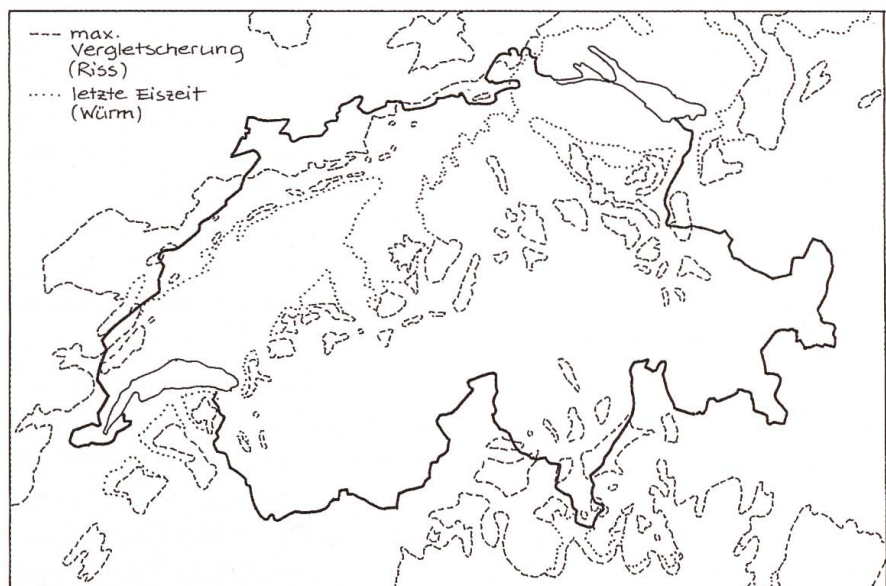 --- max.
Vergletscherung
(Riss)
..... letzte Eiszeit
(Würm)